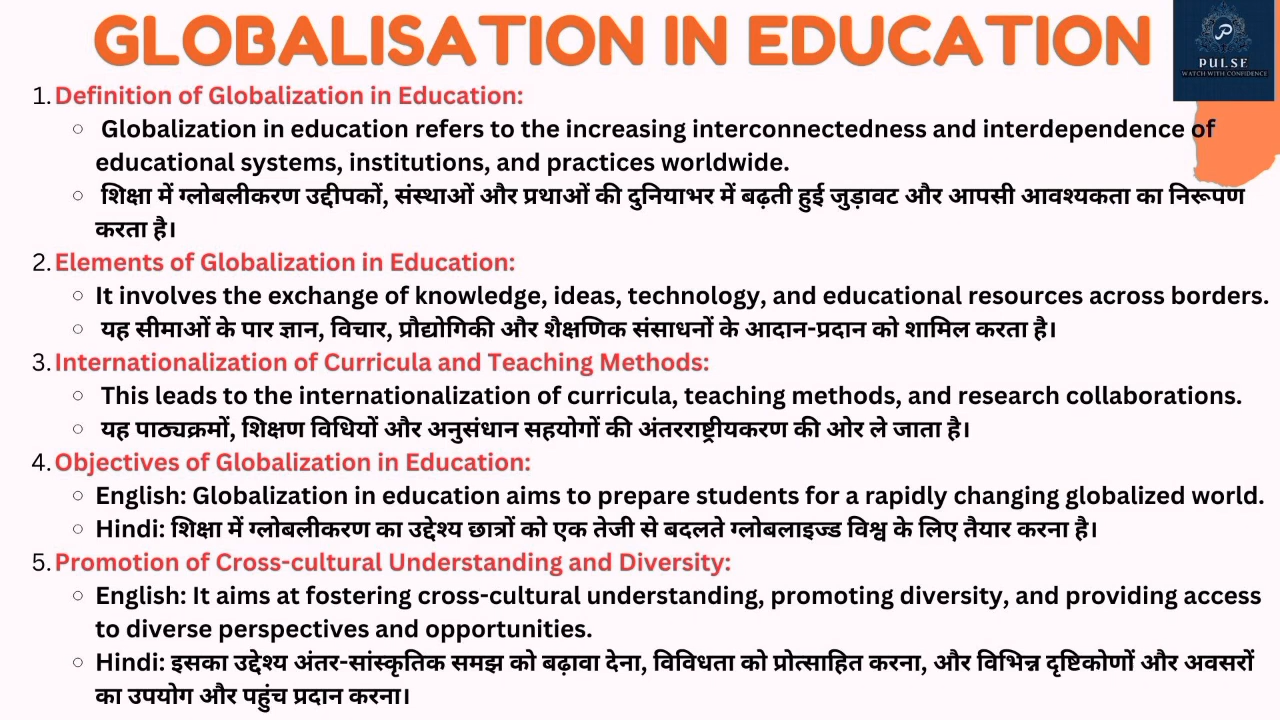 GLOBALISATION IN EDUCATION
PULSE
WATCH WITH CONFIDENCE
1. Definition of Globalization in Education:
Globalization in education refers to the increasing interconnectedness and interdependence of
educational systems, institutions, and practices worldwide.
शिक्षा में ग्लोबलीकरण उद्दीपकों, संस्थाओं और प्रथाओं की दुनियाभर में बढ़ती हुई जुड़ावट और आपसी आवश्यकता का निरूपण
करता है।
2. Elements of Globalization in Education:
It involves the exchange of knowledge, ideas, technology, and educational resources across borders.
यह सीमाओं के पार ज्ञान, विचार, प्रौद्योगिकी और शैक्षणिक संसाधनों के आदान-प्रदान को शामिल करता है।
3. Internationalization of Curricula and Teaching Methods:
This leads to the internationalization of curricula, teaching methods, and research collaborations.
यह पाठ्यक्रमों, शिक्षण विधियों और अनुसंधान सहयोगों की अंतरराष्ट्रीयकरण की ओर ले जाता है।
4. Objectives of Globalization in Education:
English: Globalization in education aims to prepare students for a rapidly changing globalized world.
Hindi: शिक्षा में ग्लोबलीकरण का उद्देश्य छात्रों को एक तेजी से बदलते ग्लोबलाइज्ड विश्व के लिए तैयार करना है।
5. Promotion of Cross-cultural Understanding and Diversity:
English: It aims at fostering cross-cultural understanding, promoting diversity, and providing access
to diverse perspectives and opportunities.
Hindi: इसका उद्देश्य अंतर-सांस्कृतिक समझ को बढ़ावा देना, विविधता को प्रोत्साहित करना, और विभिन्न दृष्टिकोणों और अवसरों
का उपयोग और पहुंच प्रदान करना।